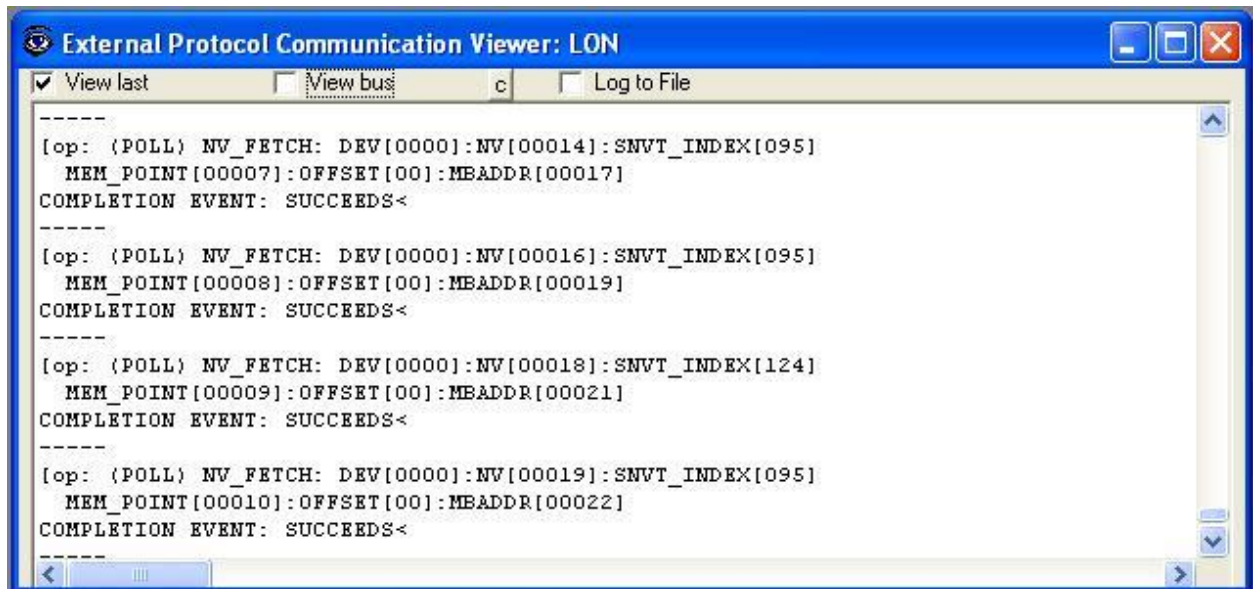 External Protocol Communication Viewer: LON
View last View bus c Log to File
-----
[op: (POLL) NV_FETCH: DEV[0000]:NV[00014]:SNVT_INDEX[095]
MEM_POINT[00007]:OFFSET[00]:MBADDR[00017]
COMPLETION EVENT: SUCCEEDS<
-----
[op: (POLL) NV_FETCH: DEV[0000]:NV[00016]:SNVT_INDEX[095]
MEM_POINT[00008]:OFFSET[00]:MBADDR[00019]
COMPLETION EVENT: SUCCEEDS<
-----
[op: (POLL) NV_FETCH: DEV[0000]:NV[00018]:SNVT_INDEX[124]
MEM_POINT[00009]:OFFSET[00]:MBADDR[00021]
COMPLETION EVENT: SUCCEEDS<
-----
[op: (POLL) NV_FETCH: DEV[0000]:NV[00019]:SNVT_INDEX[095]
MEM_POINT[00010]:OFFSET[00]:MBADDR[00022]
COMPLETION EVENT: SUCCEEDS<
-----